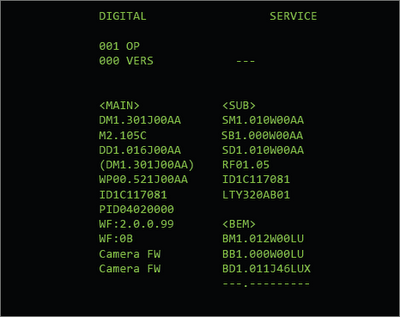 DIGITAL SERVICE
001 OP
000 VERS ---
<MAIN> <SUB>
DM1.301J00AA SM1.010W00AA
M2.105C SB1.000W00AA
DD1.016J00AA SD1.010W00AA
(DM1.301J00AA) RF01.05
WP00.521J00AA ID1C117081
ID1C117081 LTY320AB01
PID04020000
WF:2.0.0.99 <BEM>
WF:0B BM1.012W00LU
Camera FW BB1.000W00LU
Camera FW BD1.011J46LUX
---.---------